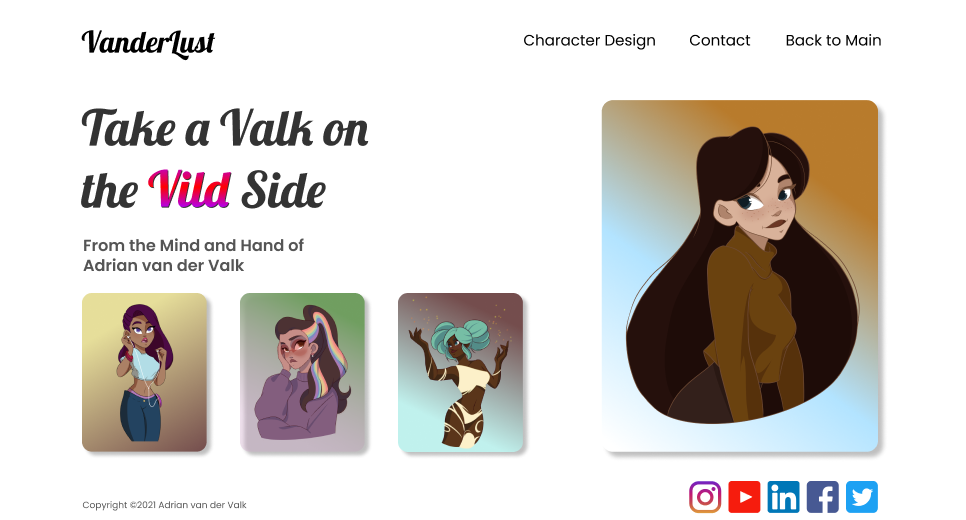 VanderLust
Character Design
Contact
Back to Main
Take a Valk on
the Vild Side
From the Mind and Hand of
Adrian van der Valk
Copyright ©2021 Adrian van der Valk